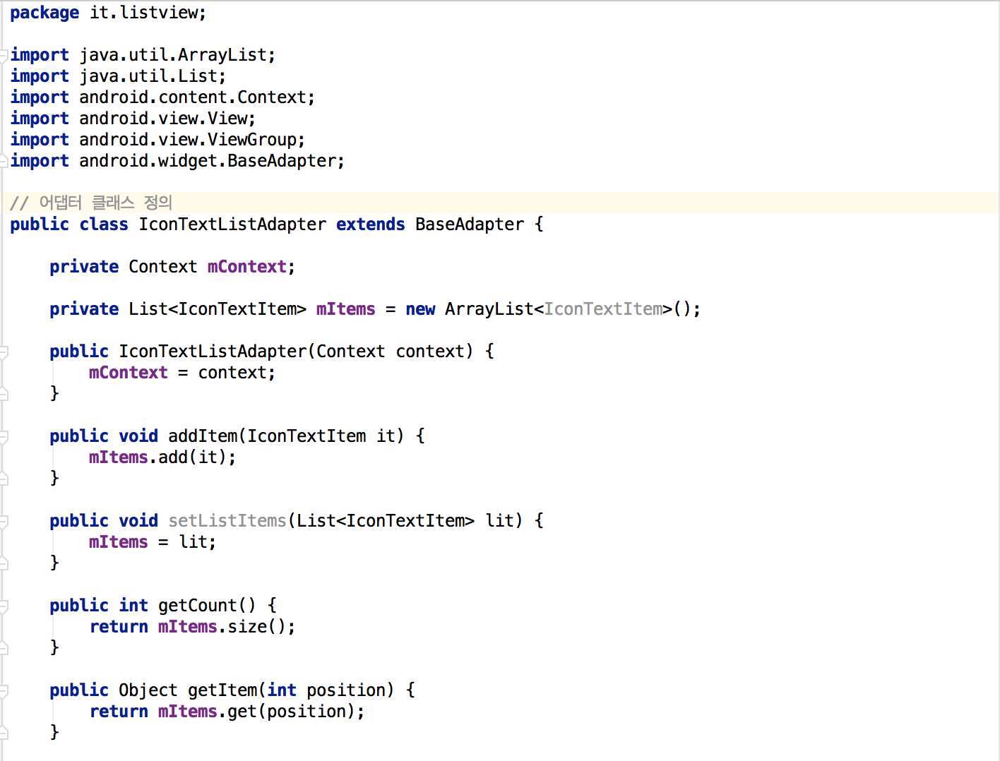 package it.listview;
import java.util.ArrayList;
import java.util.List;
import android.content.Context;
import android.view.View;
import android.view.ViewGroup;
import android.widget.BaseAdapter;
// 어댑터 클래스 정의
public class IconTextListAdapter extends BaseAdapter {
private Context mContext;
private List<IconTextItem> mItems = new ArrayList<IconTextItem>();
public IconTextListAdapter(Context context) {
mContext = context;
}
public void addItem(IconTextItem it) {
mItems.add(it);
}
public void setListItems(List<IconTextItem> lit) {
mItems = lit;
}
public int getCount() {
return mItems.size();
}
public Object getItem(int position) {
return mItems.get(position);
}